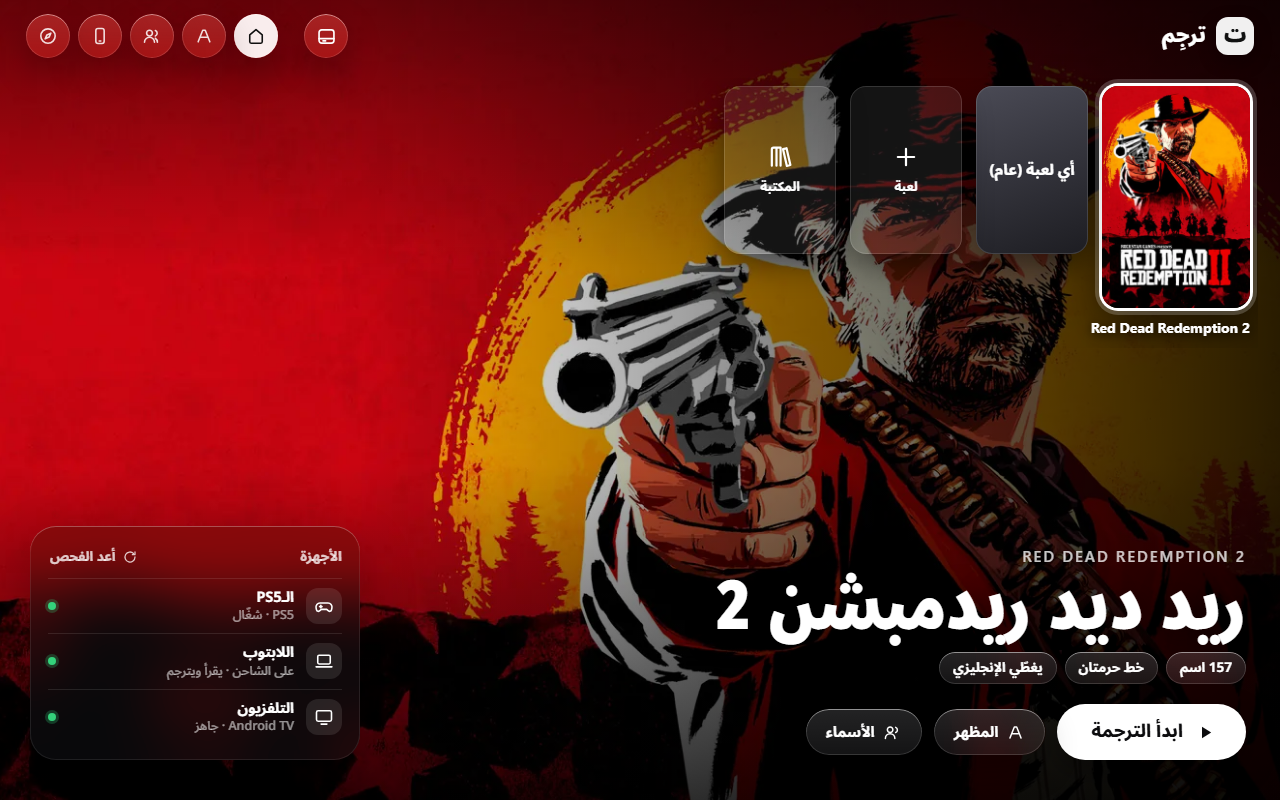 ت ترجِم
أي لعبة (عام)
لعبة
المكتبة
RED DEAD
REDEMPTION II
Red Dead Redemption 2
RED DEAD REDEMPTION 2
ريد ديد ريدمبشن 2
157 اسم
خط حرمتان
يغطّي الإنجليزي
ابدأ الترجمة
المظهر
الأسماء
الأجهزة
أعد الفحص
الـPS5
PS5 · شغّال
اللابتوب
على الشاحن · يقرأ ويترجم
التلفزيون
Android TV · جاهز